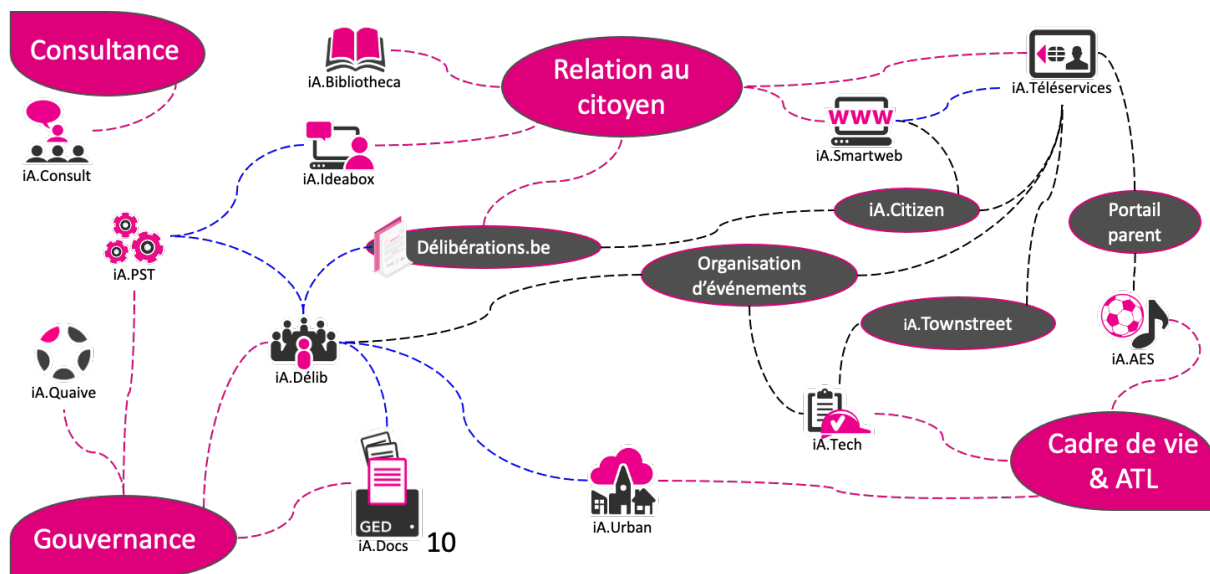 Consultance
iA.Bibliotheca
Relation au
citoyen
iA.Téléservices
www
iA.Smartweb
iA.Consult
iA.Ideabox
iA.Citizen
Portail
parent
Délibérations.be
Organisation
d'événements
iA.PST
iA.Townstreet
iA.AES
iA.Délib
iA.Quaive
iA.Tech
Cadre de vie
& ATL
GED
iA.Docs
10
iA.Urban
Gouvernance